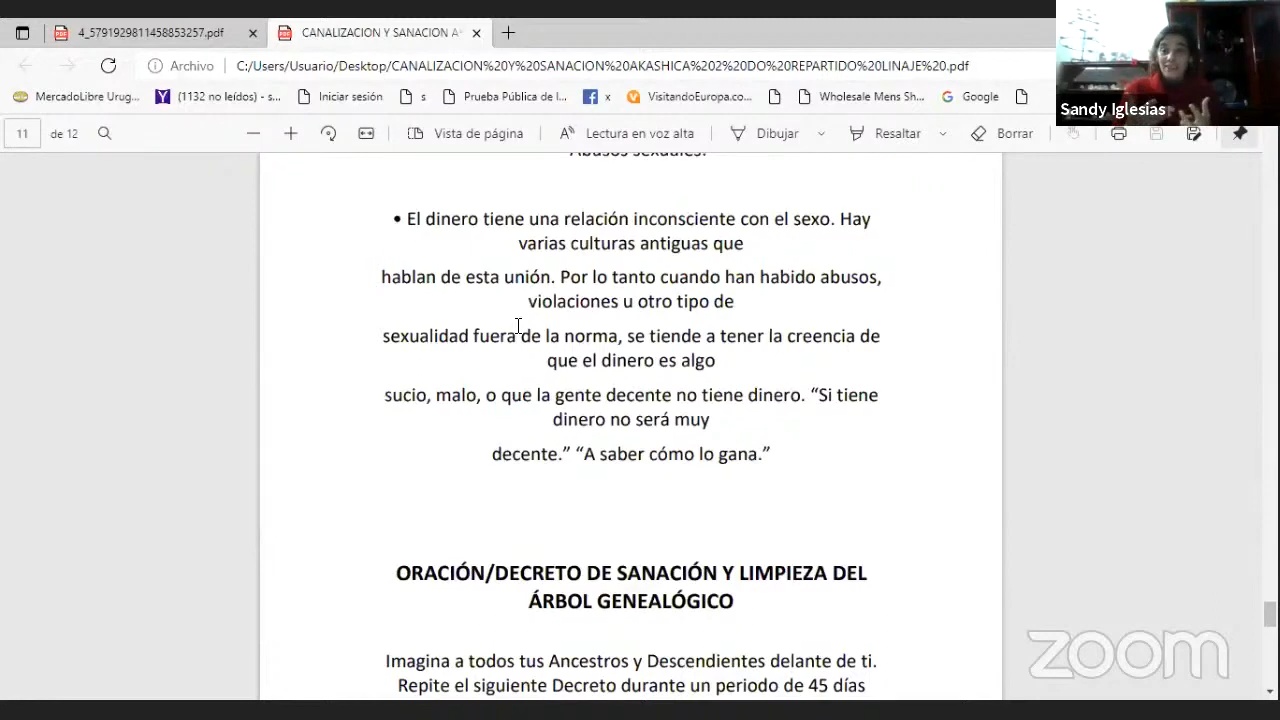 4_5791929811458853257.pdf
CANALIZACION Y SANACION A
Archivo
C:/Users/Usuario/Desktop/CANALIZACION%20Y%20SANACION%20AKASHICA%202%20DO%20REPARTIDO%20LINAJE%20.pdf
MercadoLibre Urug...
(1132 no leídos) - s...
Iniciar sesión
s
Prueba Pública de I...
x
VisitandoEuropa.co...
Wholesale Mens Sh...
Google
Sandy Iglesias
11 de 12
Vista de página
Lectura en voz alta
Dibujar
Resaltar
Borrar
Abusos sexuales.
• El dinero tiene una relación inconsciente con el sexo. Hay
varias culturas antiguas que
hablan de esta unión. Por lo tanto cuando han habido abusos,
violaciones u otro tipo de
sexualidad fuera de la norma, se tiende a tener la creencia de
que el dinero es algo
sucio, malo, o que la gente decente no tiene dinero. “Si tiene
dinero no será muy
decente.” “A saber cómo lo gana.”
ORACIÓN/DECRETO DE SANACIÓN Y LIMPIEZA DEL
ÁRBOL GENEALÓGICO
Imagina a todos tus Ancestros y Descendientes delante de ti.
Repite el siguiente Decreto durante un periodo de 45 días
zoom